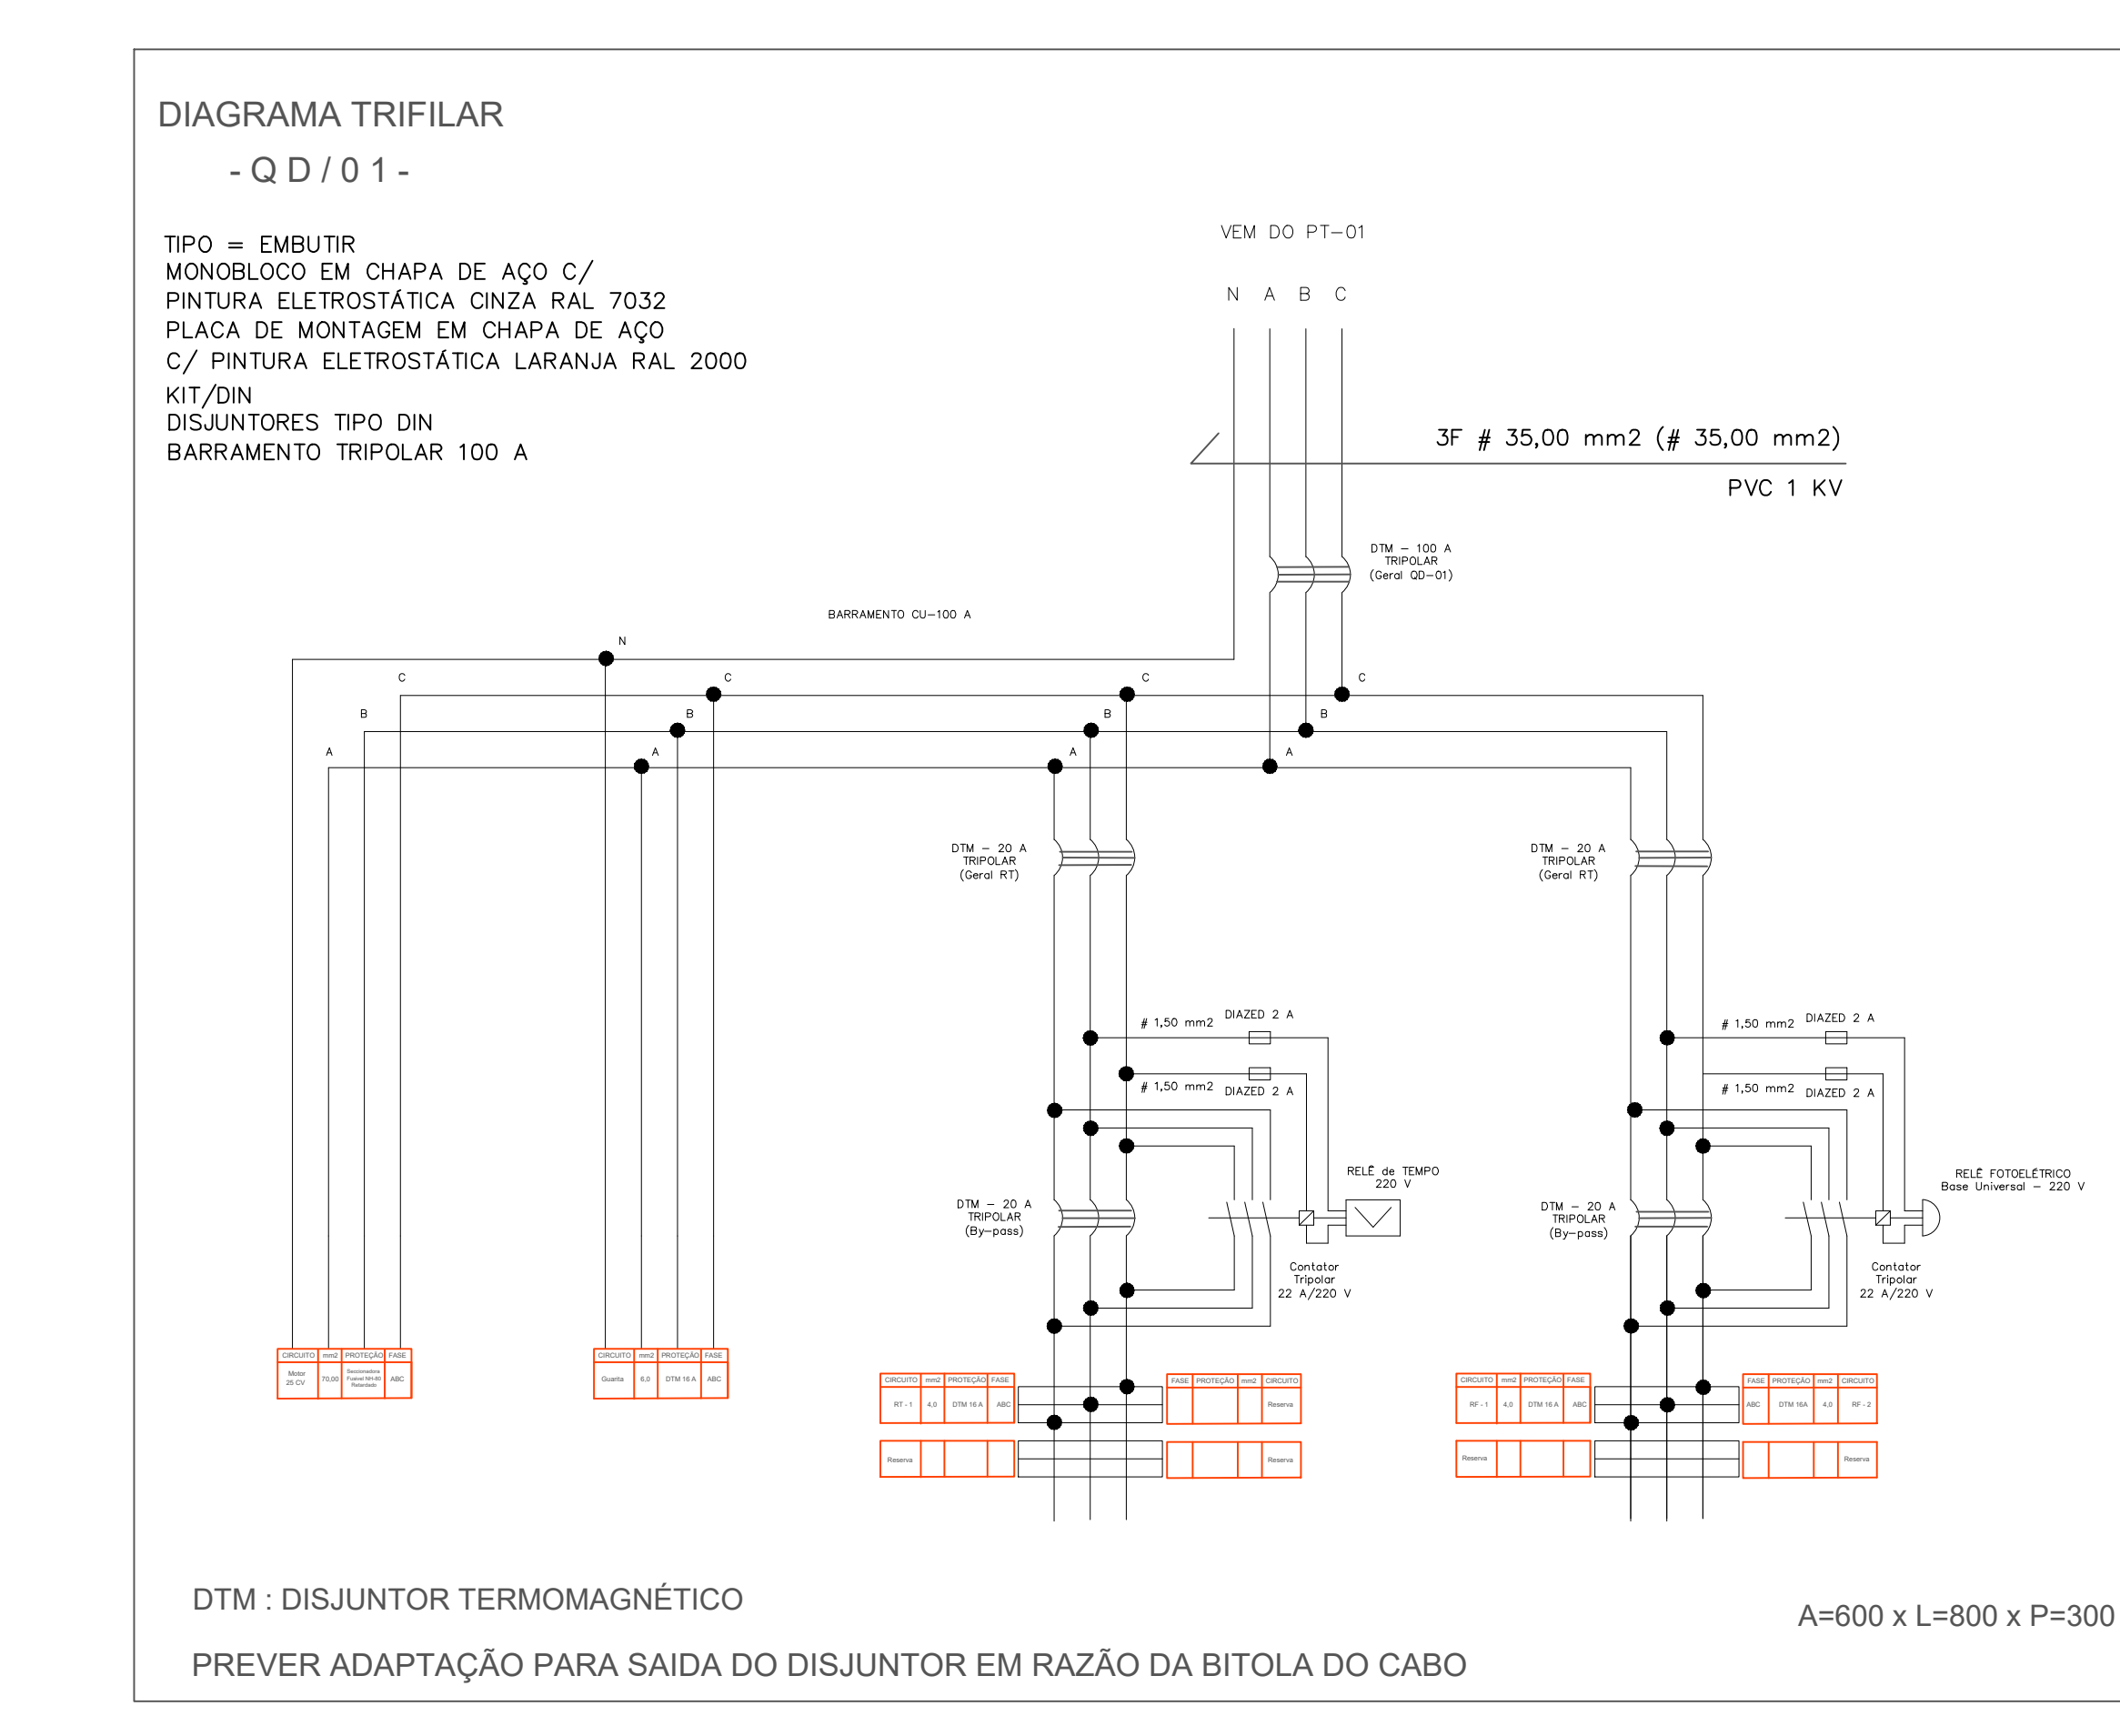 DIAGRAMA TRIFILAR
- Q D / 0 1 -
TIPO = EMBUTIR
MONOBLOCO EM CHAPA DE AÇO C/
PINTURA ELETROSTÁTICA CINZA RAL 7032
PLACA DE MONTAGEM EM CHAPA DE AÇO
C/ PINTURA ELETROSTÁTICA LARANJA RAL 2000
KIT/DIN
DISJUNTORES TIPO DIN
BARRAMENTO TRIPOLAR 100 A
VEM DO PT-01
N A B C
3F # 35,00 mm2 (# 35,00 mm2)
PVC 1 KV
DTM - 100 A
TRIPOLAR
(Geral QD-01)
BARRAMENTO CU-100 A
N
C C C C
B B B B
A A A A
DTM - 20 A
TRIPOLAR
(Geral RT)
DTM - 20 A
TRIPOLAR
(Geral RT)
# 1,50 mm2 DIAZED 2 A
# 1,50 mm2 DIAZED 2 A
# 1,50 mm2 DIAZED 2 A
# 1,50 mm2 DIAZED 2 A
RELÊ de TEMPO
220 V
RELÊ FOTOELÉTRICO
Base Universal - 220 V
DTM - 20 A
TRIPOLAR
(By-pass)
DTM - 20 A
TRIPOLAR
(By-pass)
Contator
Tripolar
22 A/220 V
Contator
Tripolar
22 A/220 V
CIRCUITO mm2 PROTEÇÃO FASE
Motor
25 CV
70,00
Seccionadora
Fusível NH-80
Retardado
ABC
CIRCUITO mm2 PROTEÇÃO FASE
Guarita 6,0 DTM 16 A ABC
CIRCUITO mm2 PROTEÇÃO FASE
RT - 1 4,0 DTM 16 A ABC
Reserva
FASE PROTEÇÃO mm2 CIRCUITO
Reserva
Reserva
CIRCUITO mm2 PROTEÇÃO FASE
RF - 1 4,0 DTM 16 A ABC
Reserva
FASE PROTEÇÃO mm2 CIRCUITO
ABC DTM 16A 4,0 RF - 2
Reserva
DTM : DISJUNTOR TERMOMAGNÉTICO
A=600 x L=800 x P=300
PREVER ADAPTAÇÃO PARA SAIDA DO DISJUNTOR EM RAZÃO DA BITOLA DO CABO